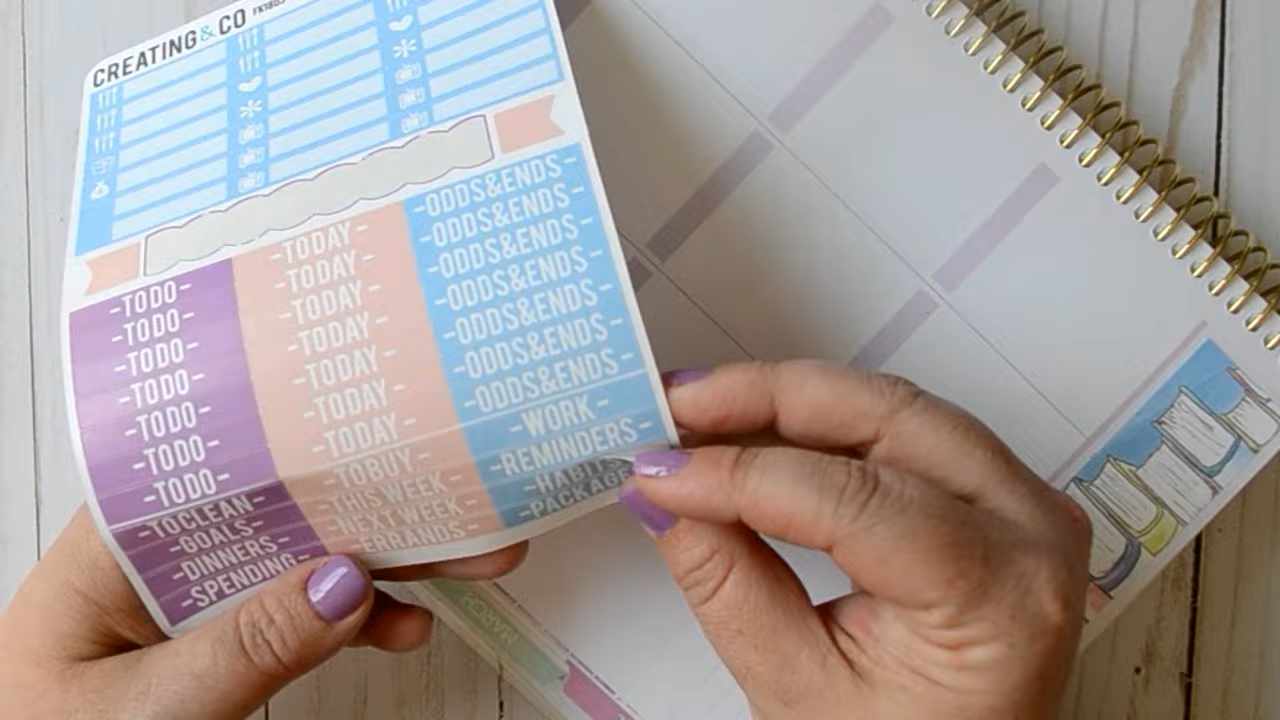 CREATING&CO
-TODO-
-TODO-
-TODO-
-TODO-
-TODO-
-TODO-
-TODO-
-TOCLEAN-
-GOALS-
-DINNERS-
-SPENDING-
-TODAY-
-TODAY-
-TODAY-
-TODAY-
-TODAY-
-TODAY-
-TODAY-
-TOBUY-
-THIS WEEK-
-NEXT WEEK-
-ERRANDS-
-ODDS&ENDS-
-ODDS&ENDS-
-ODDS&ENDS-
-ODDS&ENDS-
-ODDS&ENDS-
-ODDS&ENDS-
-ODDS&ENDS-
-WORK-
-REMINDERS-
-HABITS
-PACKAG
MARCH